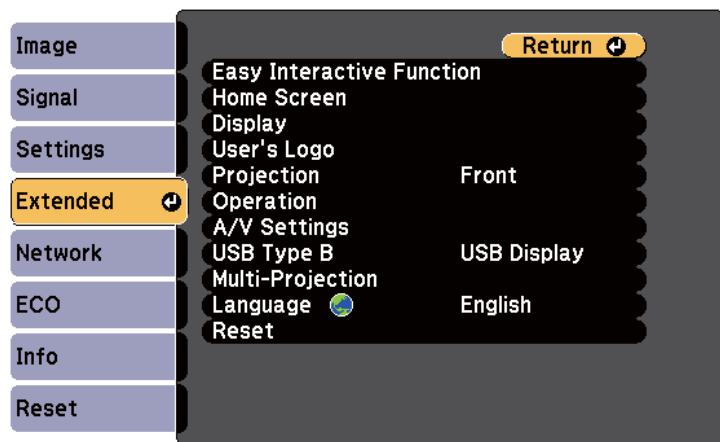 Image
Signal
Settings
Extended
Network
ECO
Info
Reset
Return
Easy Interactive Function
Home Screen
Display
User's Logo
Projection Front
Operation
A/V Settings
USB Type B USB Display
Multi-Projection
Language English
Reset